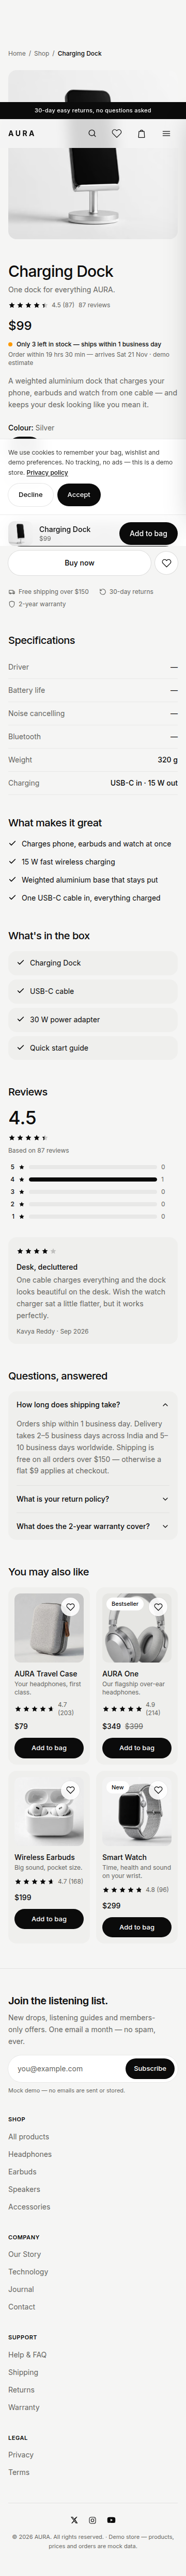 Home / Shop / Charging Dock
30-day easy returns, no questions asked
AURA
Charging Dock
One dock for everything AURA.
4.5 (87) 87 reviews
$99
Only 3 left in stock — ships within 1 business day
Order within 19 hrs 30 min — arrives Sat 21 Nov · demo
estimate
A weighted aluminium dock that charges your
phone, earbuds and watch from one cable — and
keeps your desk looking like you mean it.
Colour: Silver
We use cookies to remember your bag, wishlist and
demo preferences. No tracking, no ads — this is a demo
store. Privacy policy
Decline
Accept
Charging Dock
$99
Add to bag
Buy now
Free shipping over $150
30-day returns
2-year warranty
Specifications
Driver —
Battery life —
Noise cancelling —
Bluetooth —
Weight 320 g
Charging USB-C in · 15 W out
What makes it great
Charges phone, earbuds and watch at once
15 W fast wireless charging
Weighted aluminium base that stays put
One USB-C cable in, everything charged
What's in the box
Charging Dock
USB-C cable
30 W power adapter
Quick start guide
Reviews
4.5
Based on 87 reviews
5 ★ 0
4 ★ 1
3 ★ 0
2 ★ 0
1 ★ 0
Desk, decluttered
One cable charges everything and the dock
looks beautiful on the desk. Wish the watch
charger sat a little flatter, but it works
perfectly.
Kavya Reddy · Sep 2026
Questions, answered
How long does shipping take?
Orders ship within 1 business day. Delivery
takes 2–5 business days across India and 5–
10 business days worldwide. Shipping is
free on all orders over $150 — otherwise a
flat $9 applies at checkout.
What is your return policy?
What does the 2-year warranty cover?
You may also like
AURA Travel Case
Your headphones, first
class.
4.7
(203)
$79
Add to bag
Bestseller
AURA One
Our flagship over-ear
headphones.
4.9
(214)
$349 $399
Add to bag
Wireless Earbuds
Big sound, pocket size.
4.7 (168)
$199
Add to bag
New
Smart Watch
Time, health and sound
on your wrist.
4.8 (96)
$299
Add to bag
Join the listening list.
New drops, listening guides and members-
only offers. One email a month — no spam,
ever.
you@example.com
Subscribe
Mock demo — no emails are sent or stored.
SHOP
All products
Headphones
Earbuds
Speakers
Accessories
COMPANY
Our Story
Technology
Journal
Contact
SUPPORT
Help & FAQ
Shipping
Returns
Warranty
LEGAL
Privacy
Terms
© 2026 AURA. All rights reserved. · Demo store — products,
prices and orders are mock data.